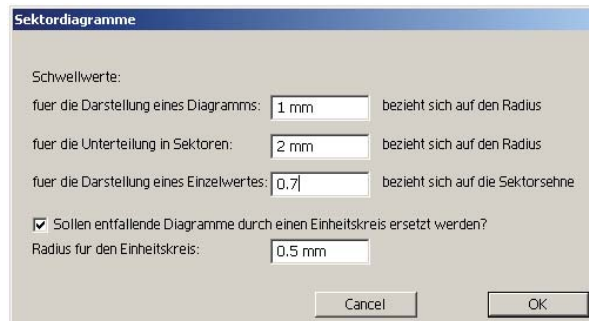 Sektordiagramme
Schwellwerte:
fuer die Darstellung eines Diagramms: 1 mm bezieht sich auf den Radius
fuer die Unterteilung in Sektoren: 2 mm bezieht sich auf den Radius
fuer die Darstellung eines Einzelwertes: 0.7 bezieht sich auf die Sektorsehne
Sollen entfallende Diagramme durch einen Einheitskreis ersetzt werden?
Radius fur den Einheitskreis: 0.5 mm
Cancel OK